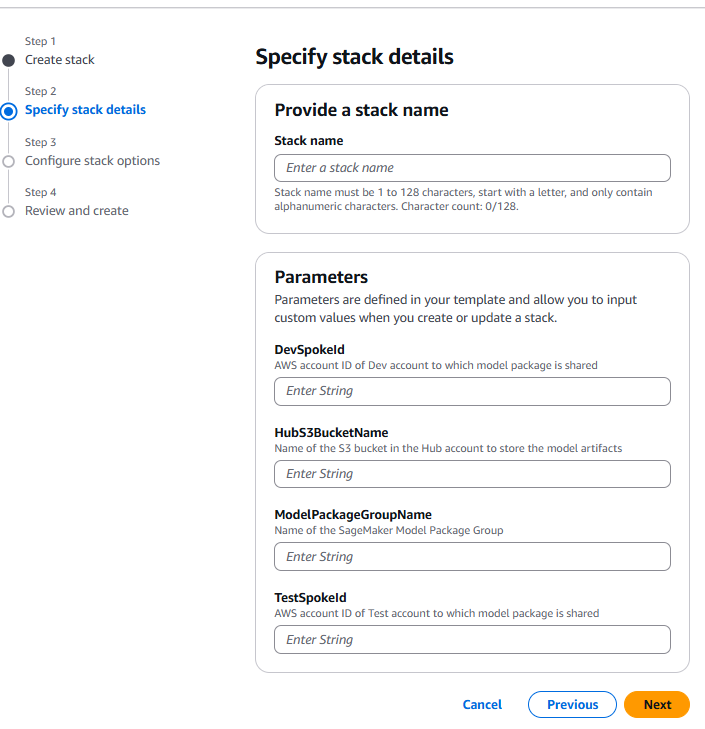 Step 1
Create stack
Step 2
Specify stack details
Step 3
Configure stack options
Step 4
Review and create
Specify stack details
Provide a stack name
Stack name
Enter a stack name
Stack name must be 1 to 128 characters, start with a letter, and only contain
alphanumeric characters. Character count: 0/128.
Parameters
Parameters are defined in your template and allow you to input
custom values when you create or update a stack.
DevSpokeId
AWS account ID of Dev account to which model package is shared
Enter String
HubS3BucketName
Name of the S3 bucket in the Hub account to store the model artifacts
Enter String
ModelPackageGroupName
Name of the SageMaker Model Package Group
Enter String
TestSpokeId
AWS account ID of Test account to which model package is shared
Enter String
Cancel
Previous
Next